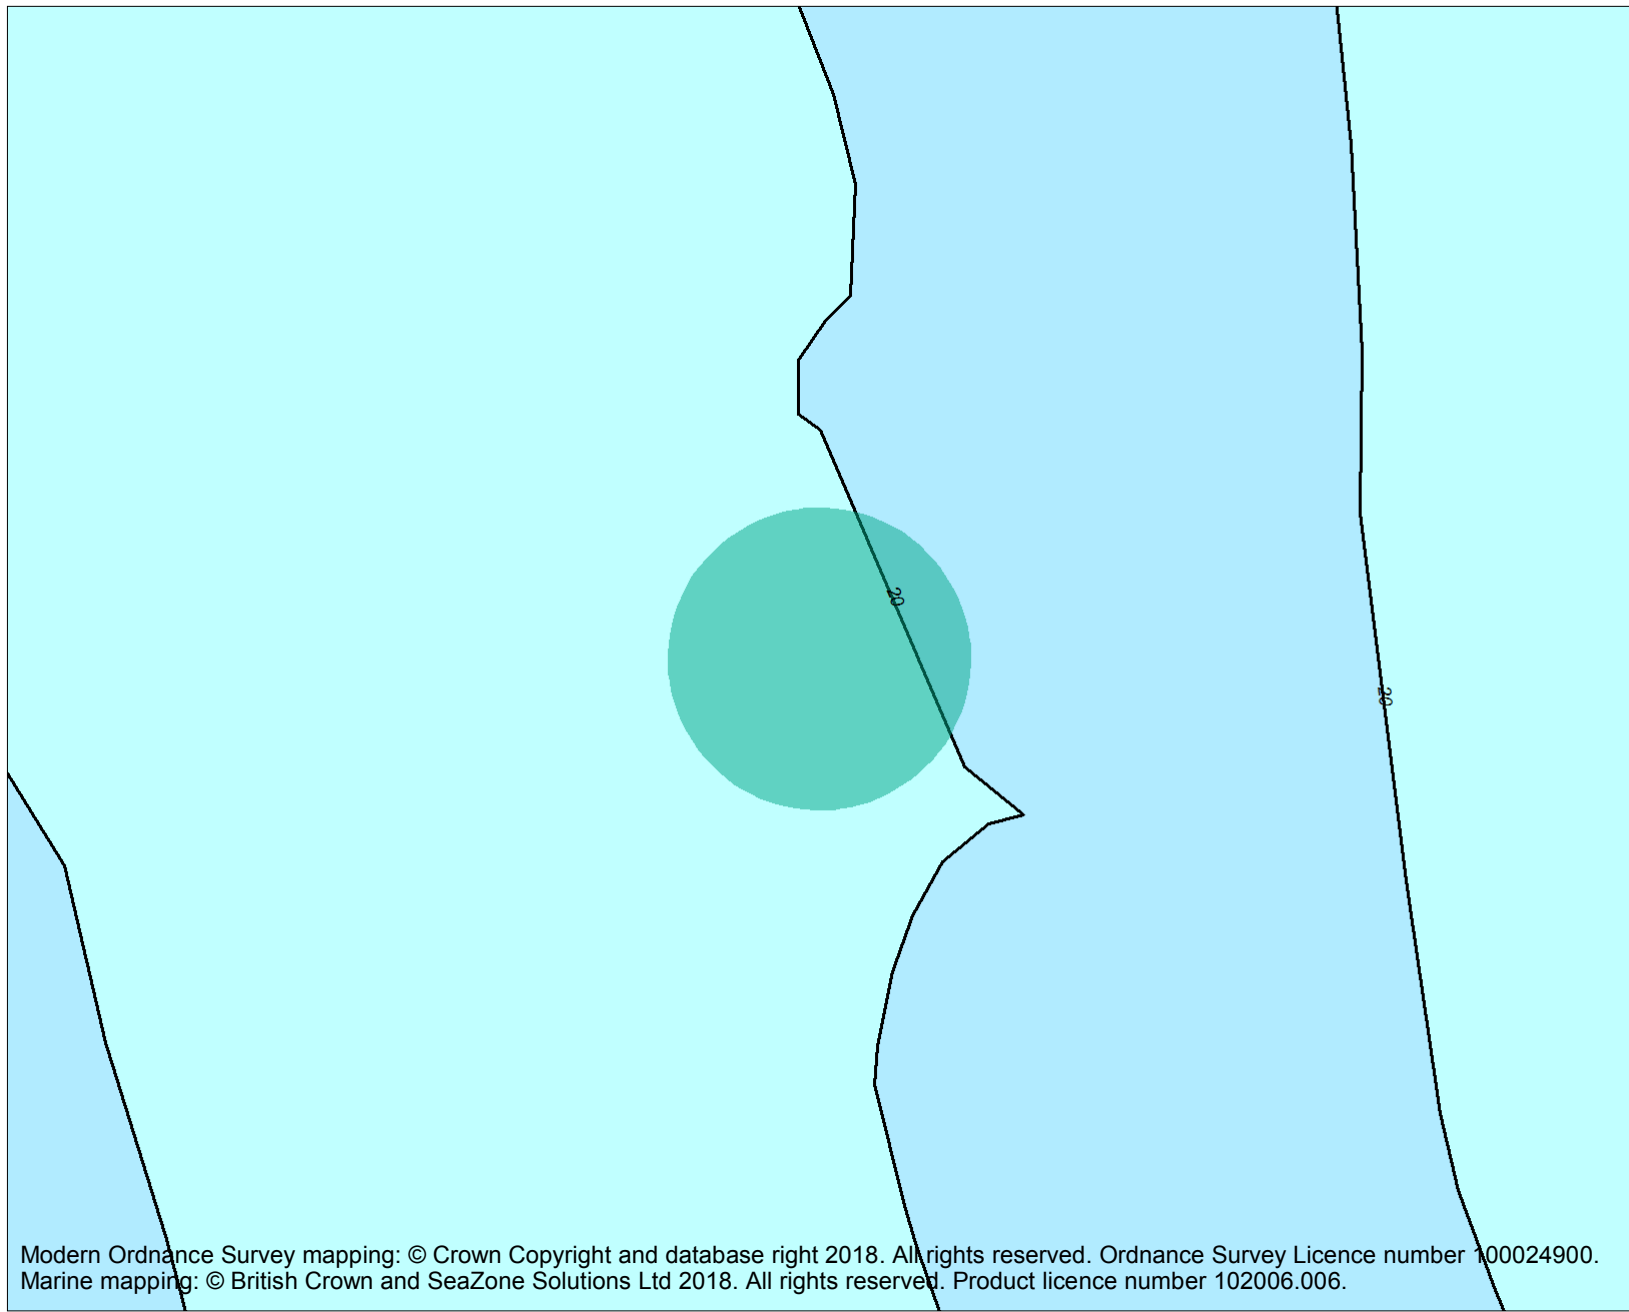 20
20
Modern Ordnance Survey mapping: © Crown Copyright and database right 2018. All rights reserved. Ordnance Survey Licence number 100024900.
Marine mapping: © British Crown and SeaZone Solutions Ltd 2018. All rights reserved. Product licence number 102006.006.